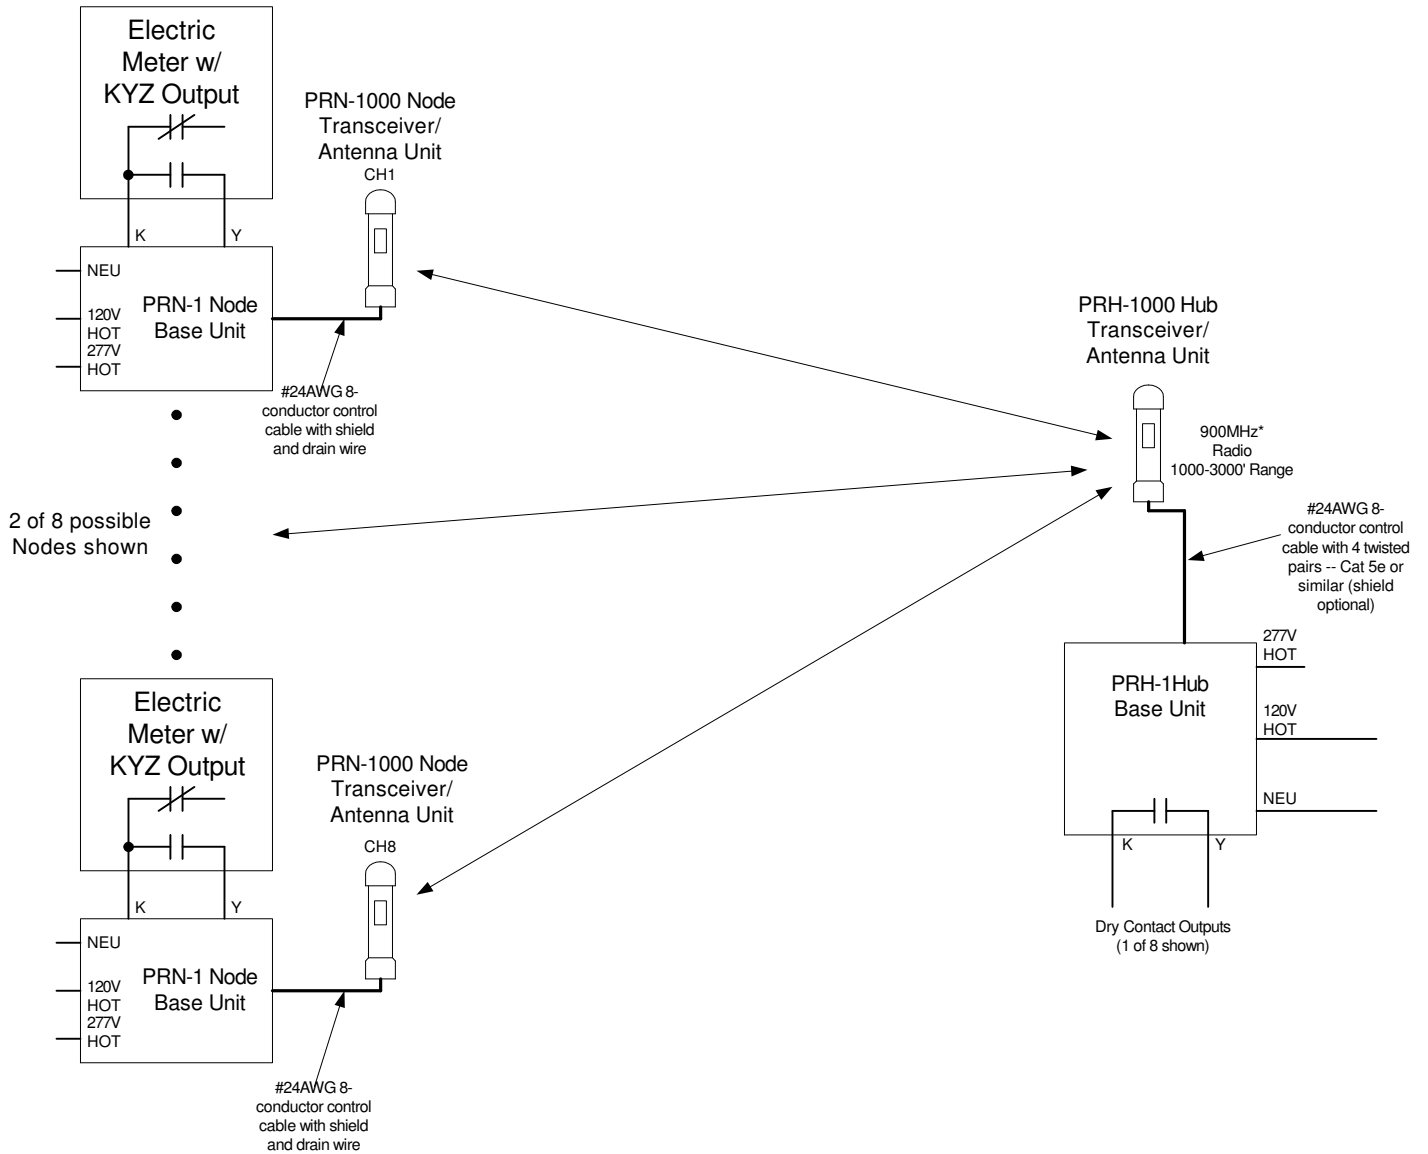 Electric
Meter w/
KYZ Output
K
Y
NEU
120V
HOT
277V
HOT
PRN-1 Node
Base Unit
PRN-1000 Node
Transceiver/
Antenna Unit
CH1
#24AWG 8-
conductor control
cable with shield
and drain wire
2 of 8 possible
Nodes shown
PRH-1000 Hub
Transceiver/
Antenna Unit
900MHz*
Radio
1000-3000' Range
#24AWG 8-
conductor control
cable with 4 twisted
pairs -- Cat 5e or
similar (shield
optional)
PRH-1Hub
Base Unit
277V
HOT
120V
HOT
NEU
K
Y
Dry Contact Outputs
(1 of 8 shown)
Electric
Meter w/
KYZ Output
K
Y
NEU
120V
HOT
277V
HOT
PRN-1 Node
Base Unit
PRN-1000 Node
Transceiver/
Antenna Unit
CH8
#24AWG 8-
conductor control
cable with shield
and drain wire